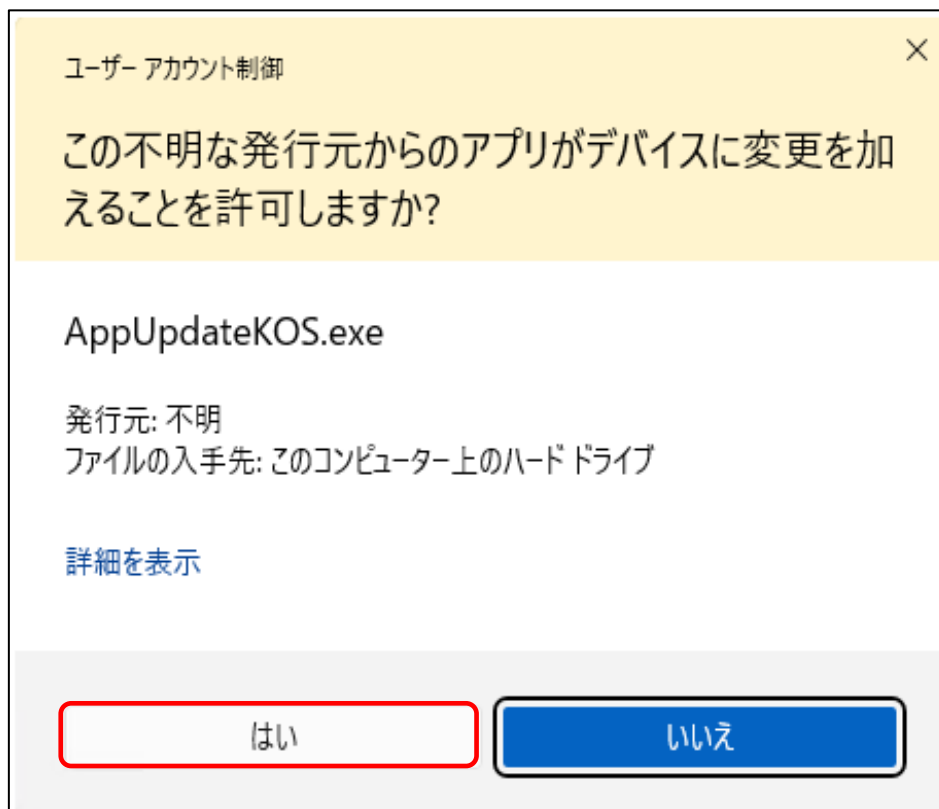 ユーザー アカウント制御
この不明な発行元からのアプリがデバイスに変更を加
えることを許可しますか?
AppUpdateKOS.exe
発行元: 不明
ファイルの入手先: このコンピューター上のハード ドライブ
詳細を表示
はい
いいえ